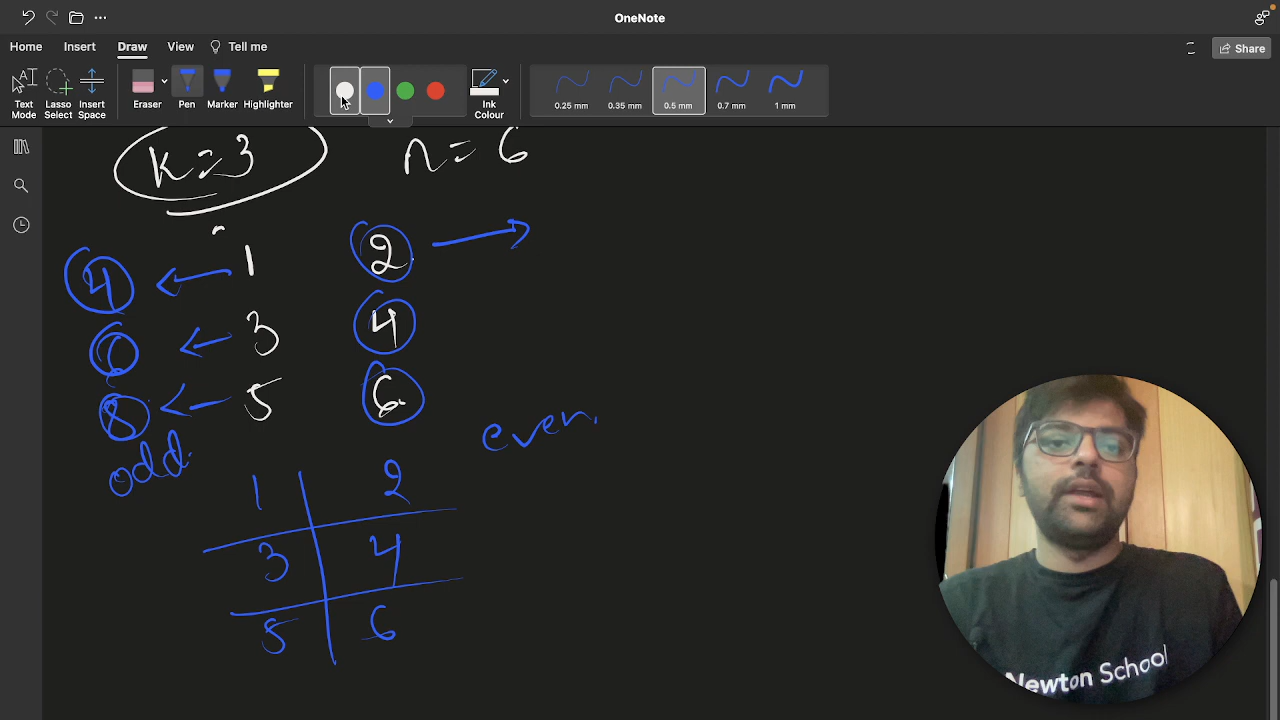 OneNote
Home Insert Draw View Tell me
Share
Text Mode
Lasso Select
Insert Space
Eraser
Pen
Marker
Highlighter
Ink Colour
0.25 mm
0.35 mm
0.5 mm
0.7 mm
1 mm
k = 3 n = 6
4 ← 1 2 →
6 ← 3 4
8 ← 5 6
odd even
1 2
3 4
5 6
Newton School